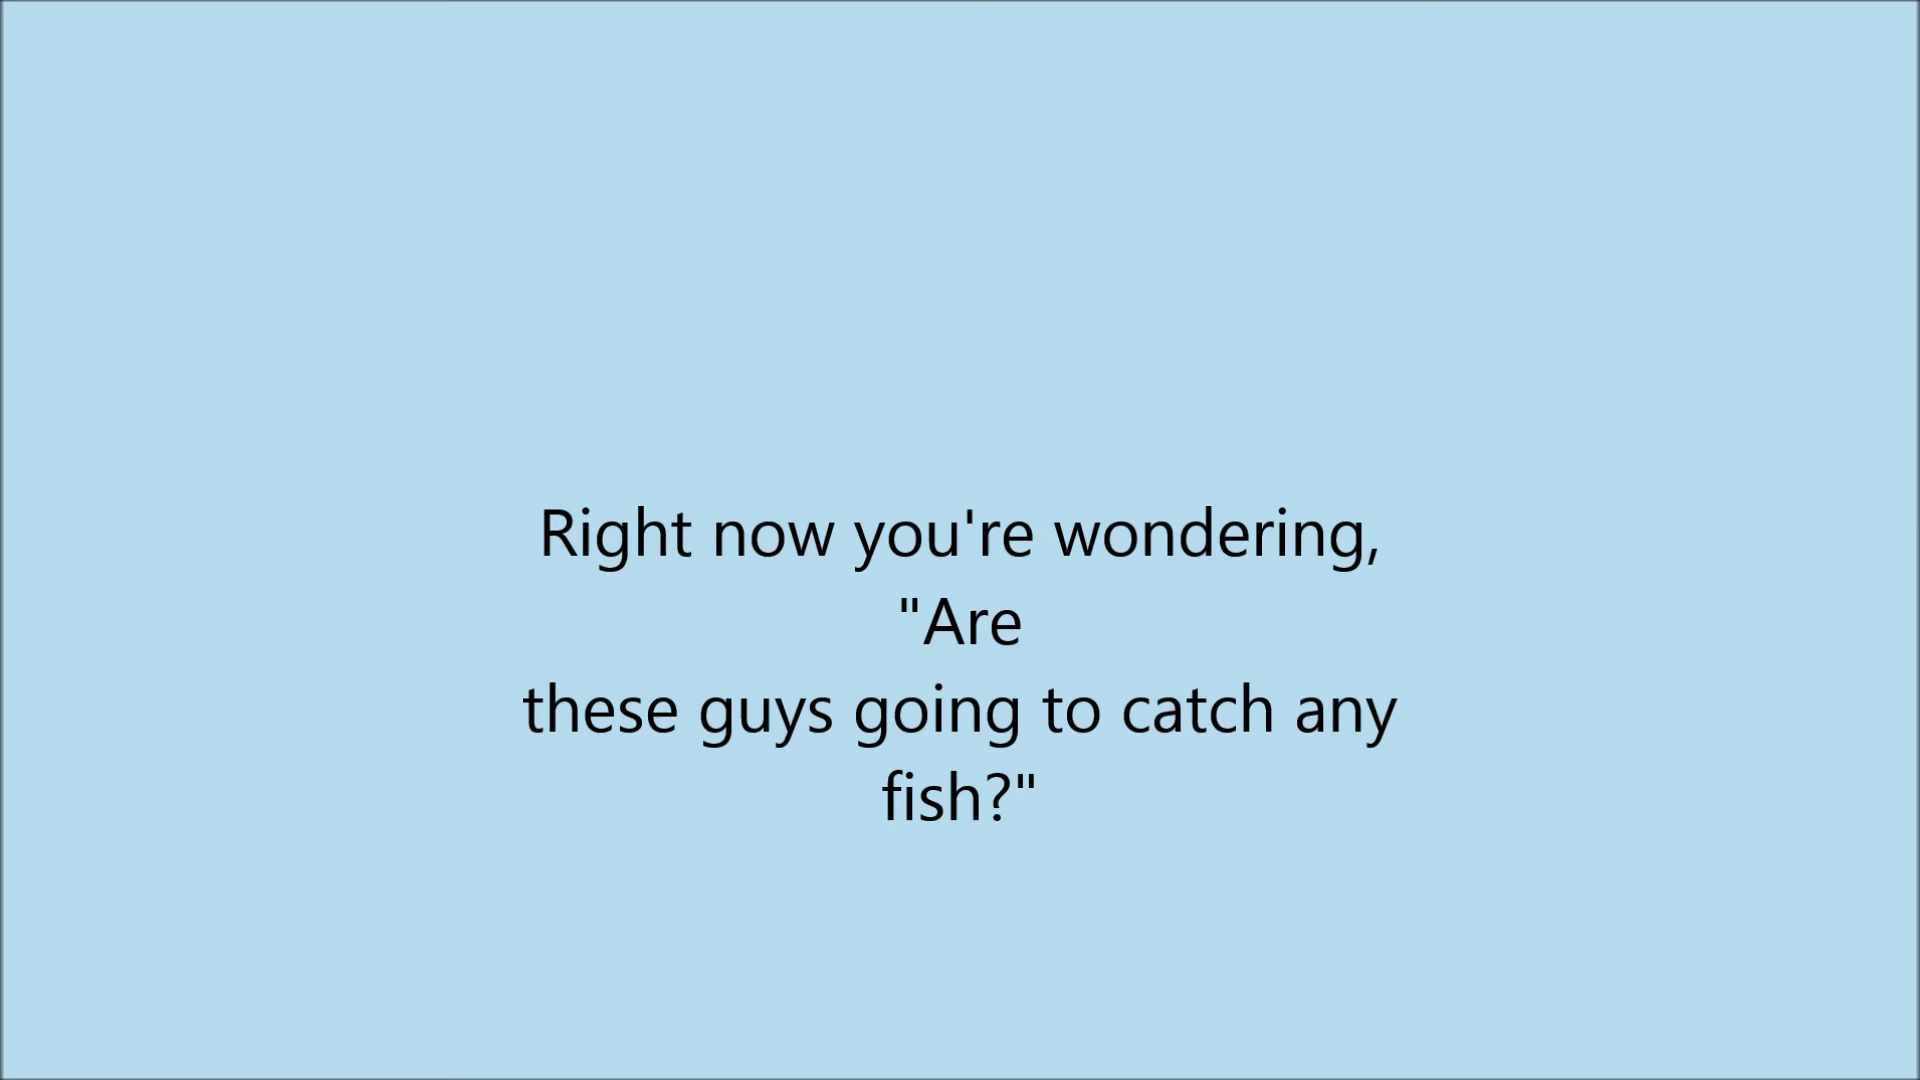 Right now you're wondering,
"Are
these guys going to catch any
fish?"